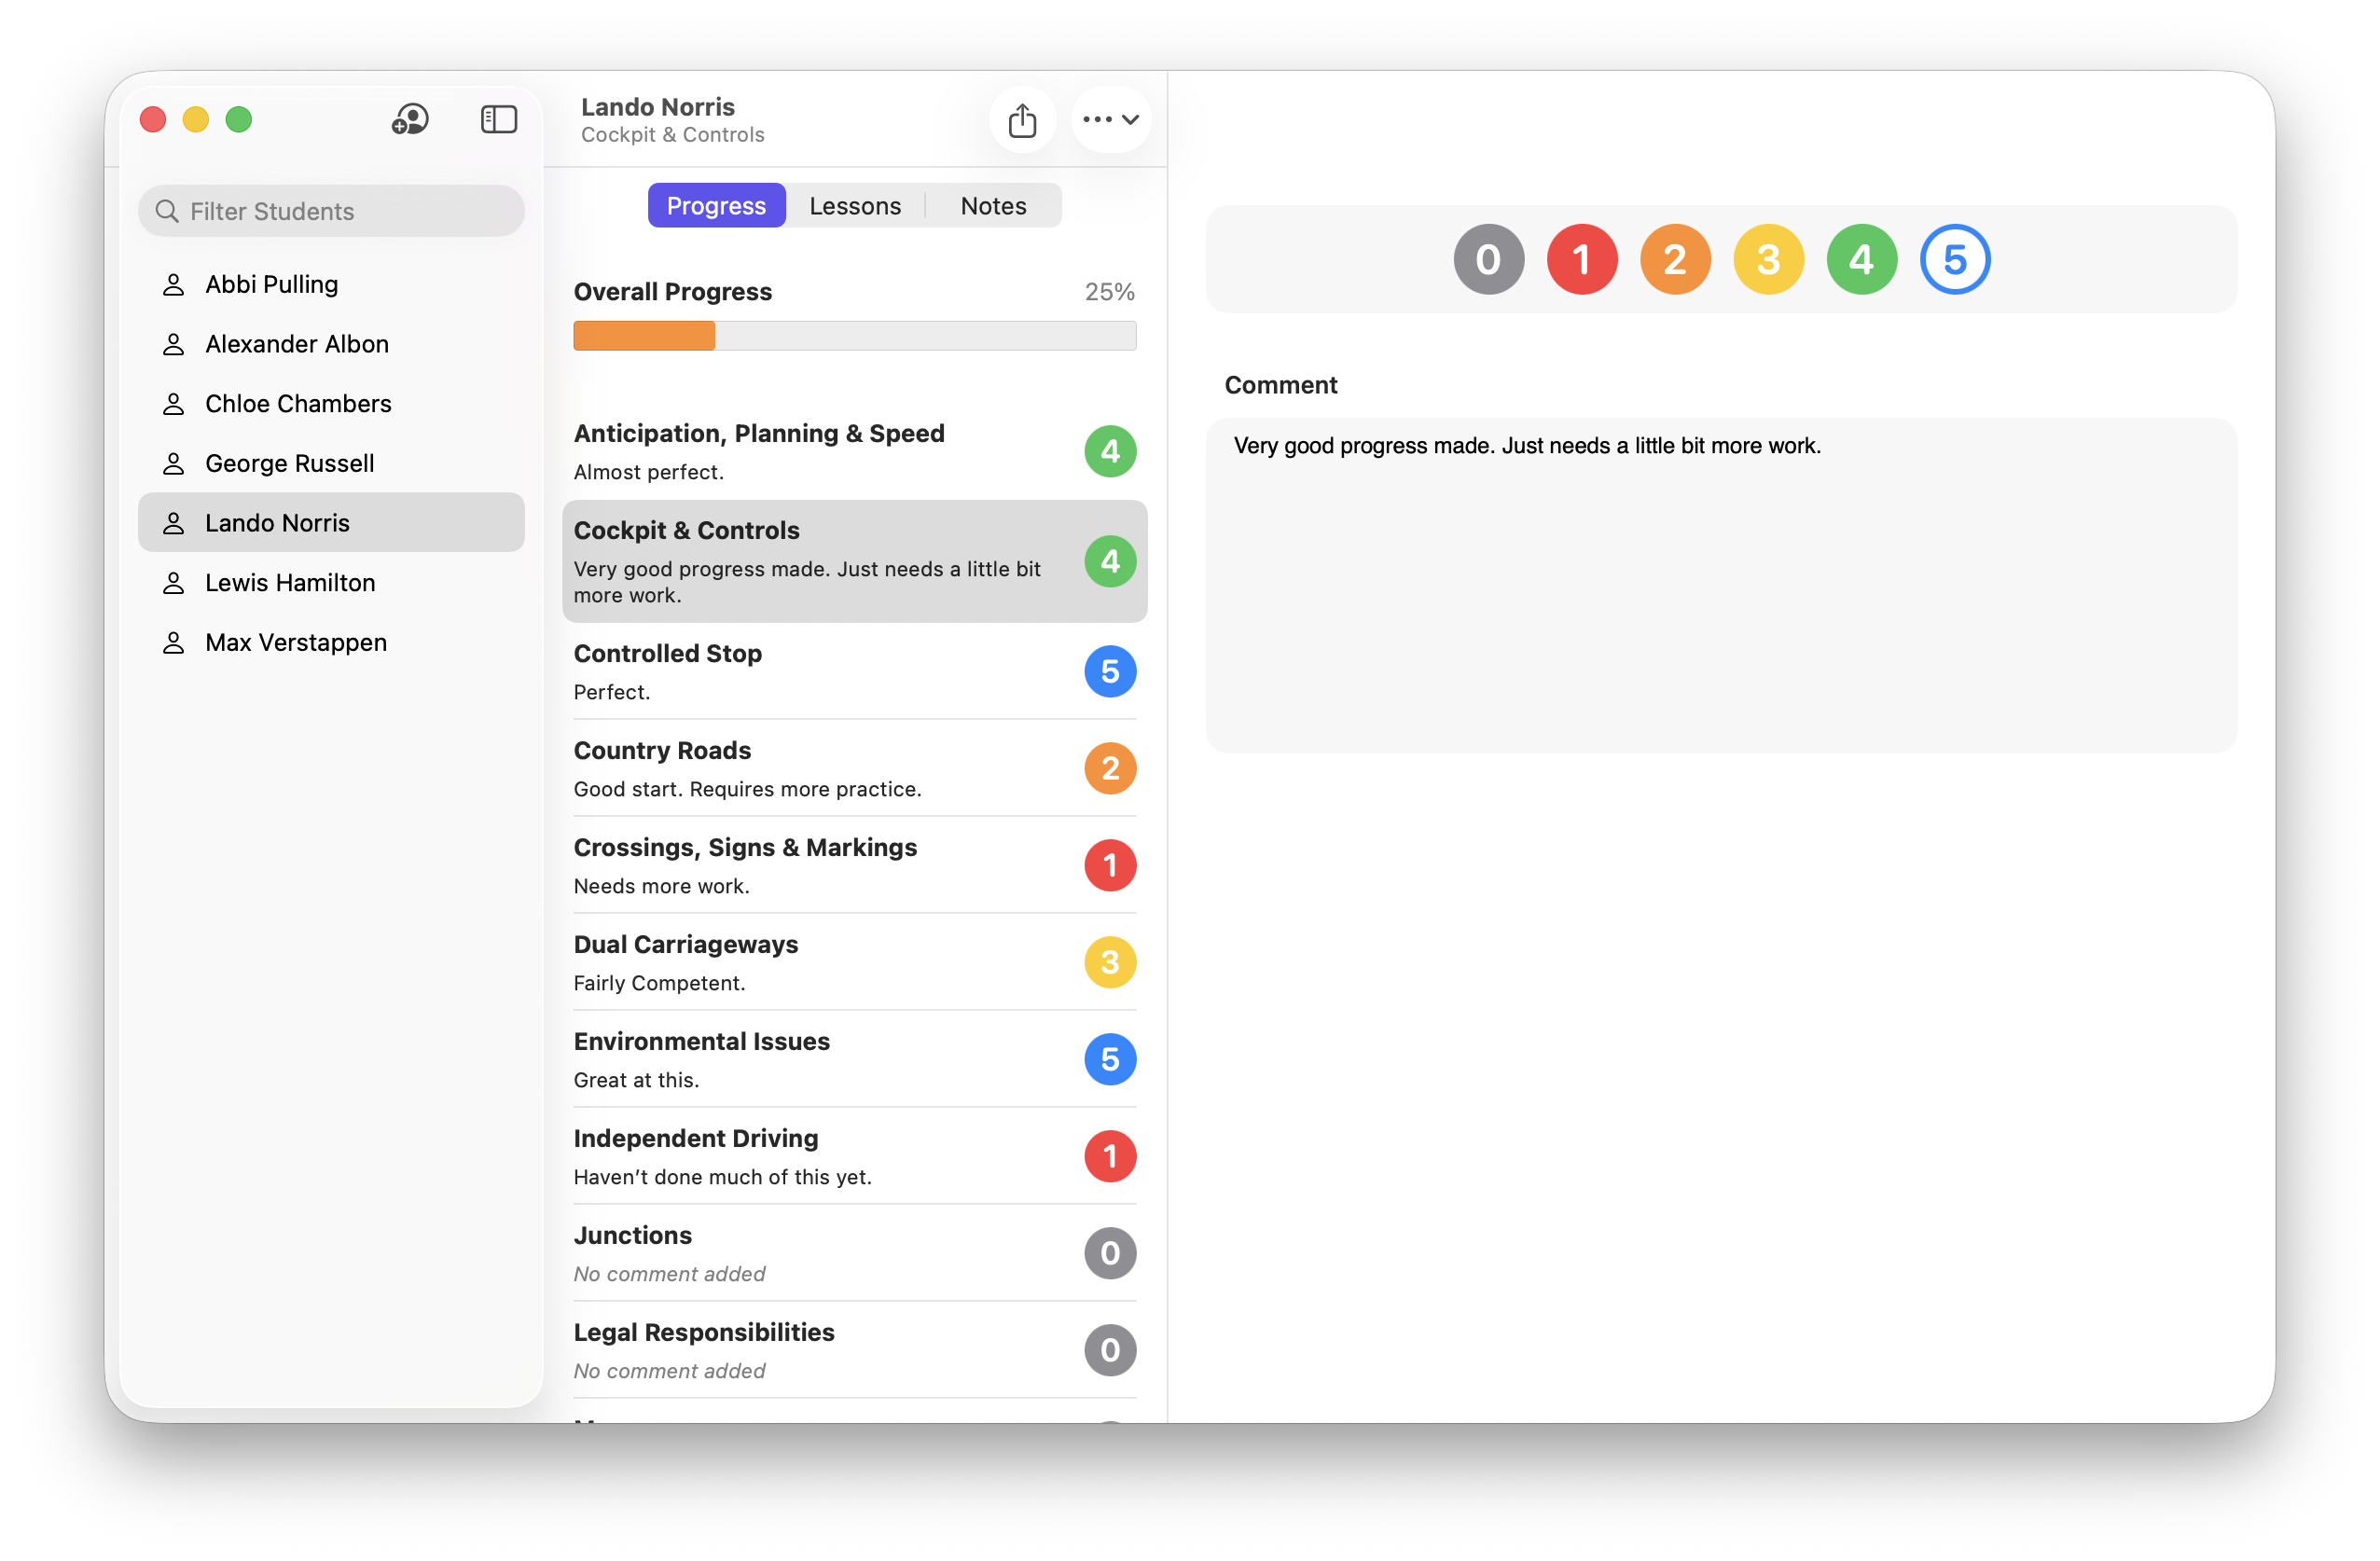 Filter Students
Abbi Pulling
Alexander Albon
Chloe Chambers
George Russell
Lando Norris
Lewis Hamilton
Max Verstappen
Lando Norris
Cockpit & Controls
Progress Lessons Notes
Overall Progress 25%
Anticipation, Planning & Speed
Almost perfect.
4
Cockpit & Controls
Very good progress made. Just needs a little bit
more work.
4
Controlled Stop
Perfect.
5
Country Roads
Good start. Requires more practice.
2
Crossings, Signs & Markings
Needs more work.
1
Dual Carriageways
Fairly Competent.
3
Environmental Issues
Great at this.
5
Independent Driving
Haven’t done much of this yet.
1
Junctions
No comment added
0
Legal Responsibilities
No comment added
0
0 1 2 3 4 5
Comment
Very good progress made. Just needs a little bit more work.